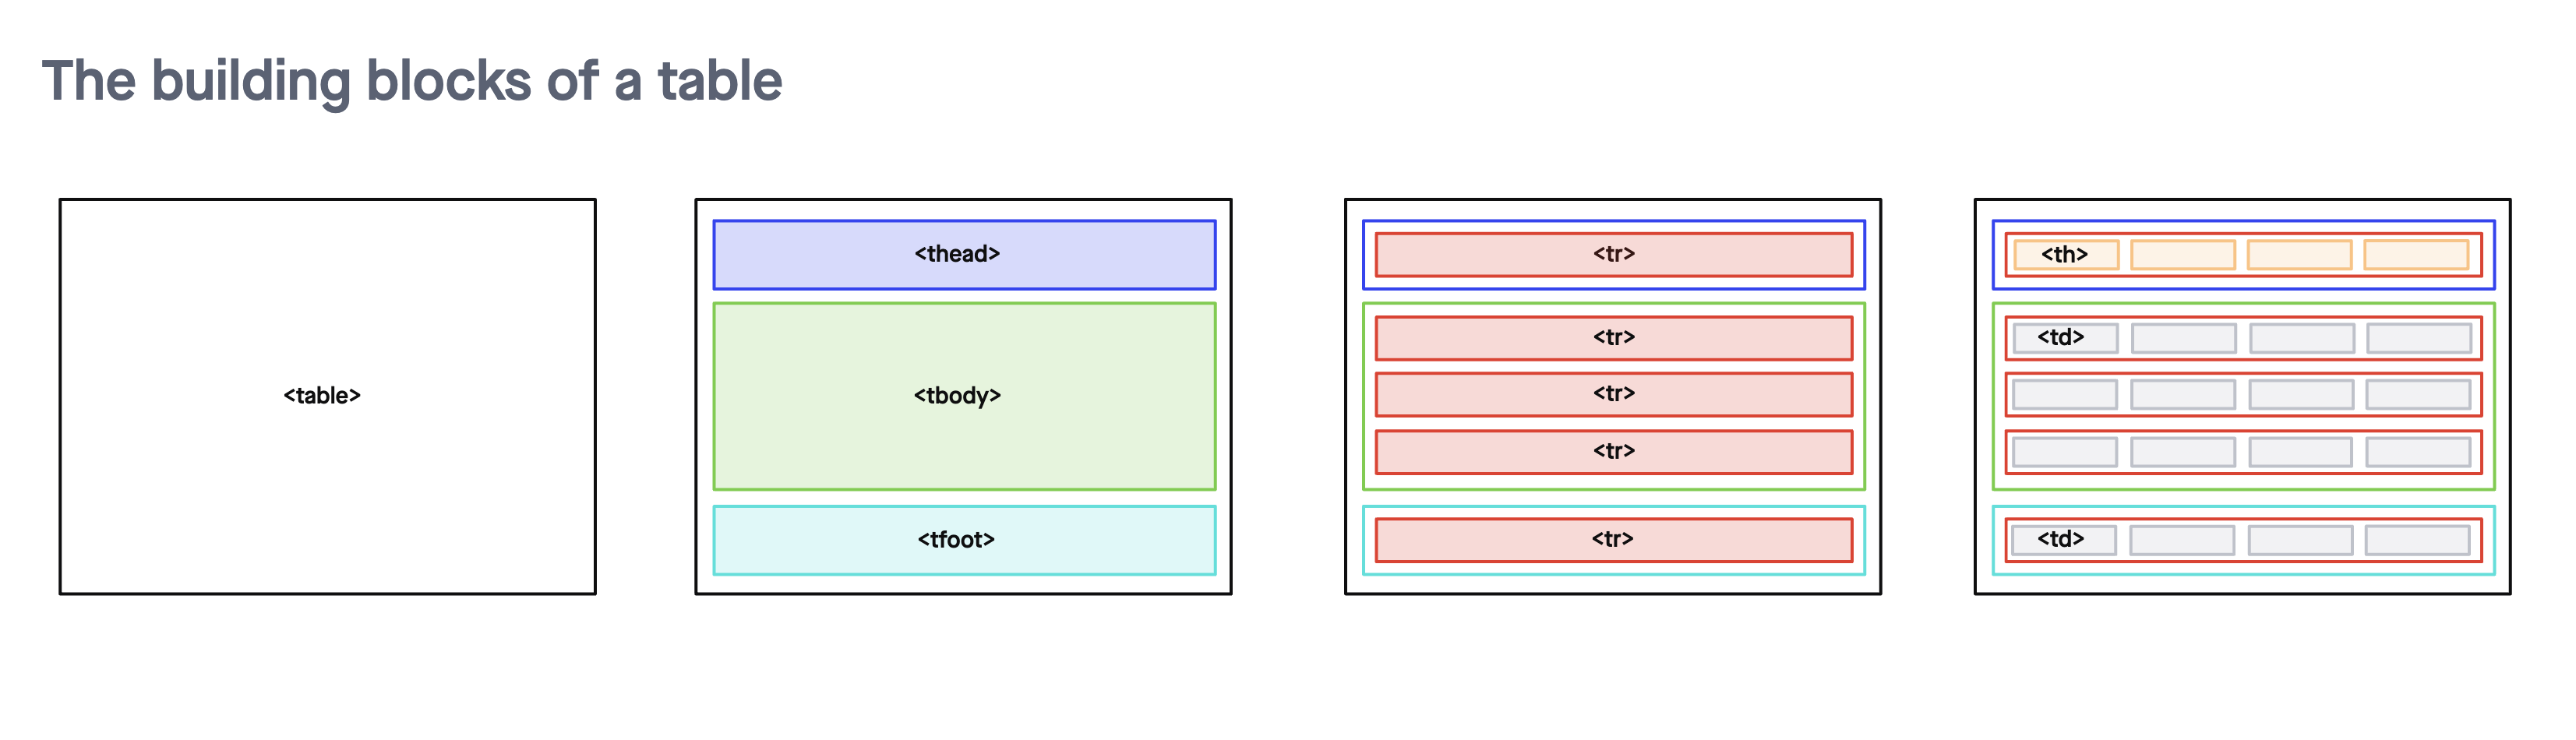 The building blocks of a table
<table>
<thead>
<tbody>
<tfoot>
<tr>
<tr>
<tr>
<tr>
<tr>
<th>
<td>
<td>